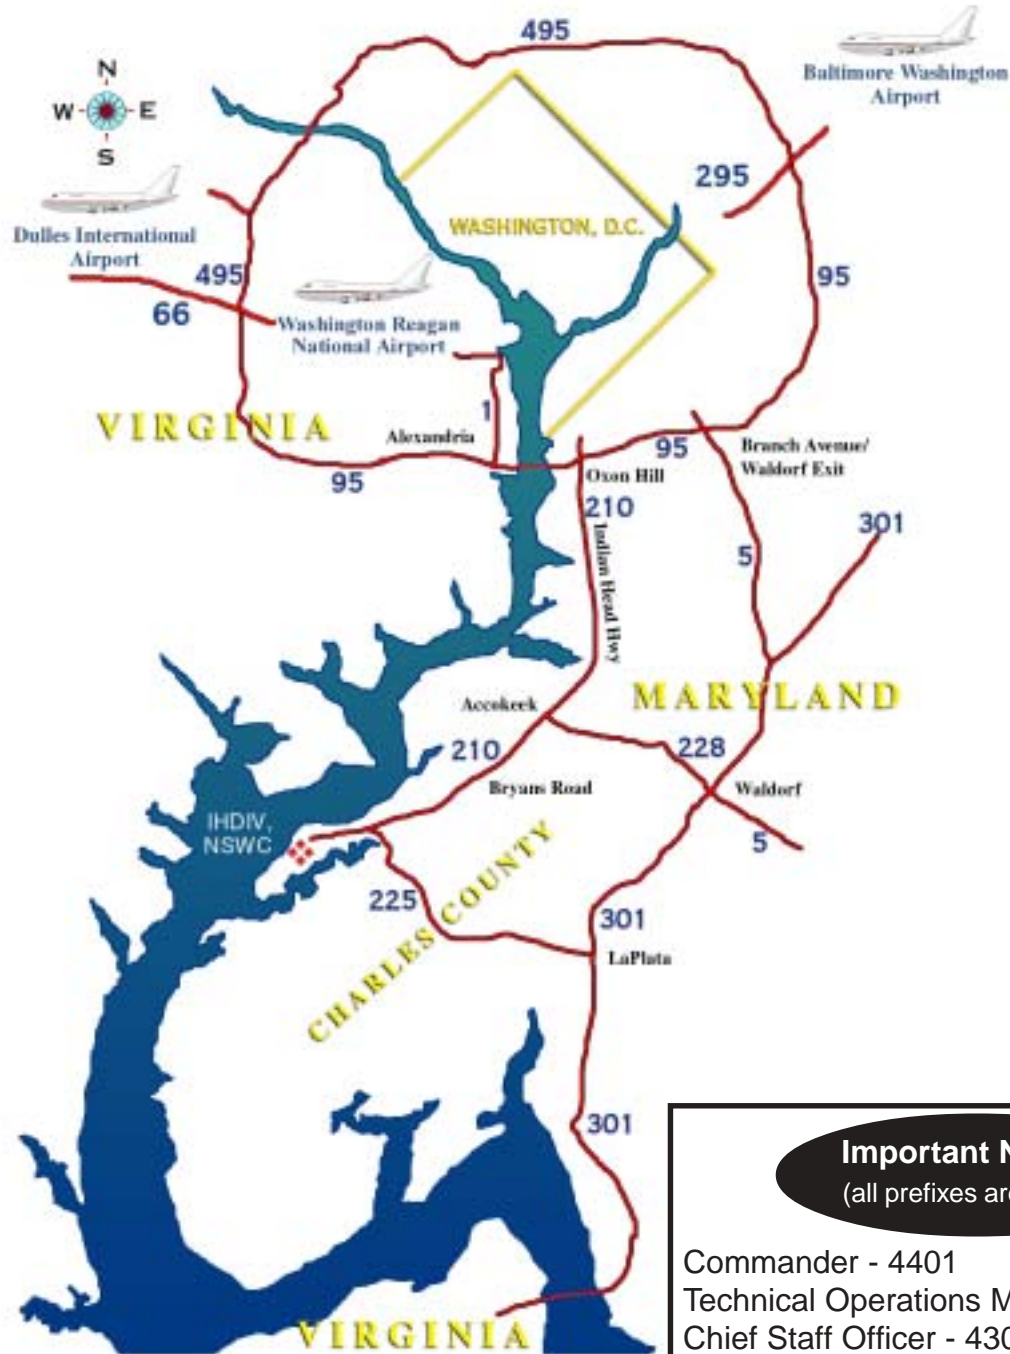 495
Baltimore Washington
Airport
N
W
E
S
295
Dulles International
Airport
WASHINGTON, D.C.
495
95
66
Washington Reagan
National Airport
VIRGINIA
1
Alexandria
95
95
Branch Avenue/
Waldorf Exit
Oxon Hill
210
301
Indian Head Hwy
5
MARYLAND
Accokeek
210
228
Bryans Road
Waldorf
IHDIV,
NSWC
5
CHARLES COUNTY
225
301
LaPlata
301
Important N
(all prefixes are
Commander - 4401
Technical Operations M
Chief Staff Officer - 430
VIRGINIA